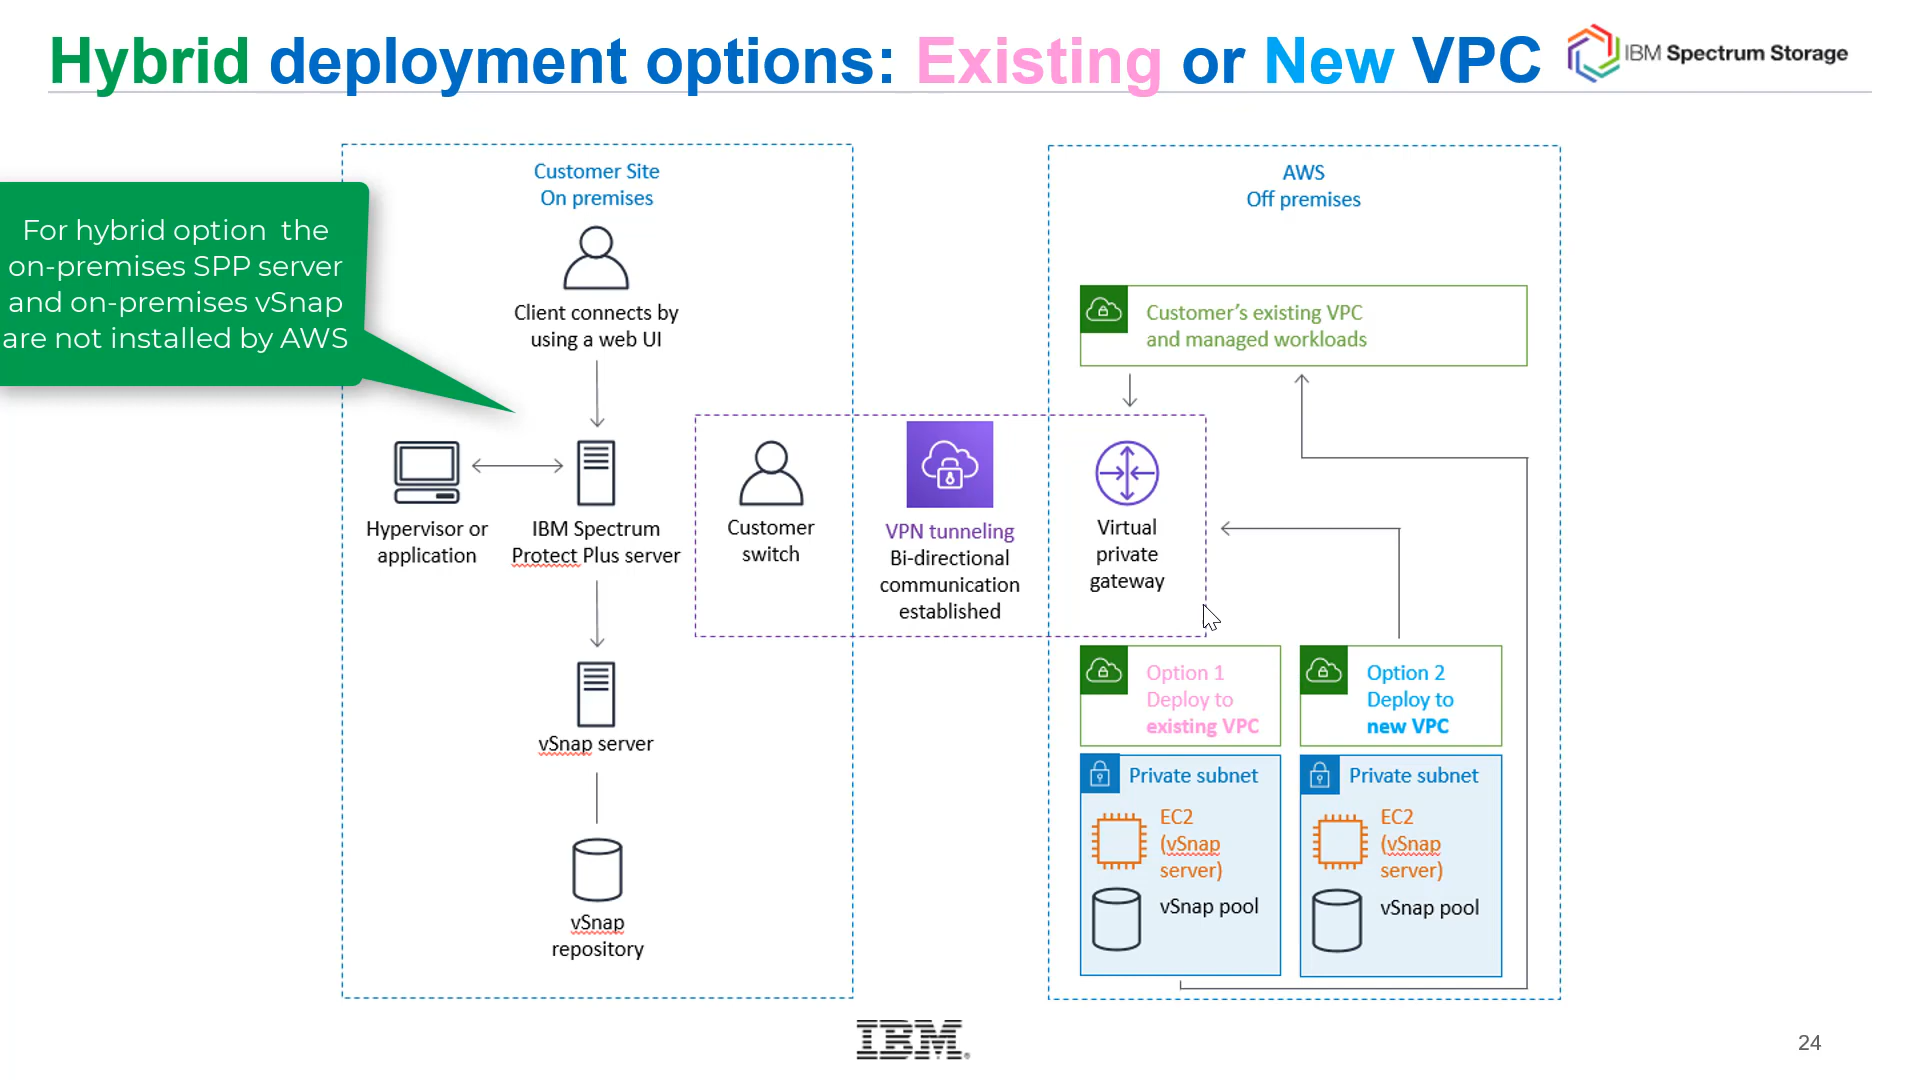 Hybrid deployment options: Existing or New VPC
IBM Spectrum Storage
For hybrid option the
on-premises SPP server
and on-premises vSnap
are not installed by AWS
Customer Site
On premises
Client connects by
using a web UI
Hypervisor or
application
IBM Spectrum
Protect Plus server
Customer
switch
VPN tunneling
Bi-directional
communication
established
vSnap server
vSnap
repository
AWS
Off premises
Customer's existing VPC
and managed workloads
Virtual
private
gateway
Option 1
Deploy to
existing VPC
Private subnet
EC2
(vSnap
server)
vSnap pool
Option 2
Deploy to
new VPC
Private subnet
EC2
(vSnap
server)
vSnap pool
IBM®
24